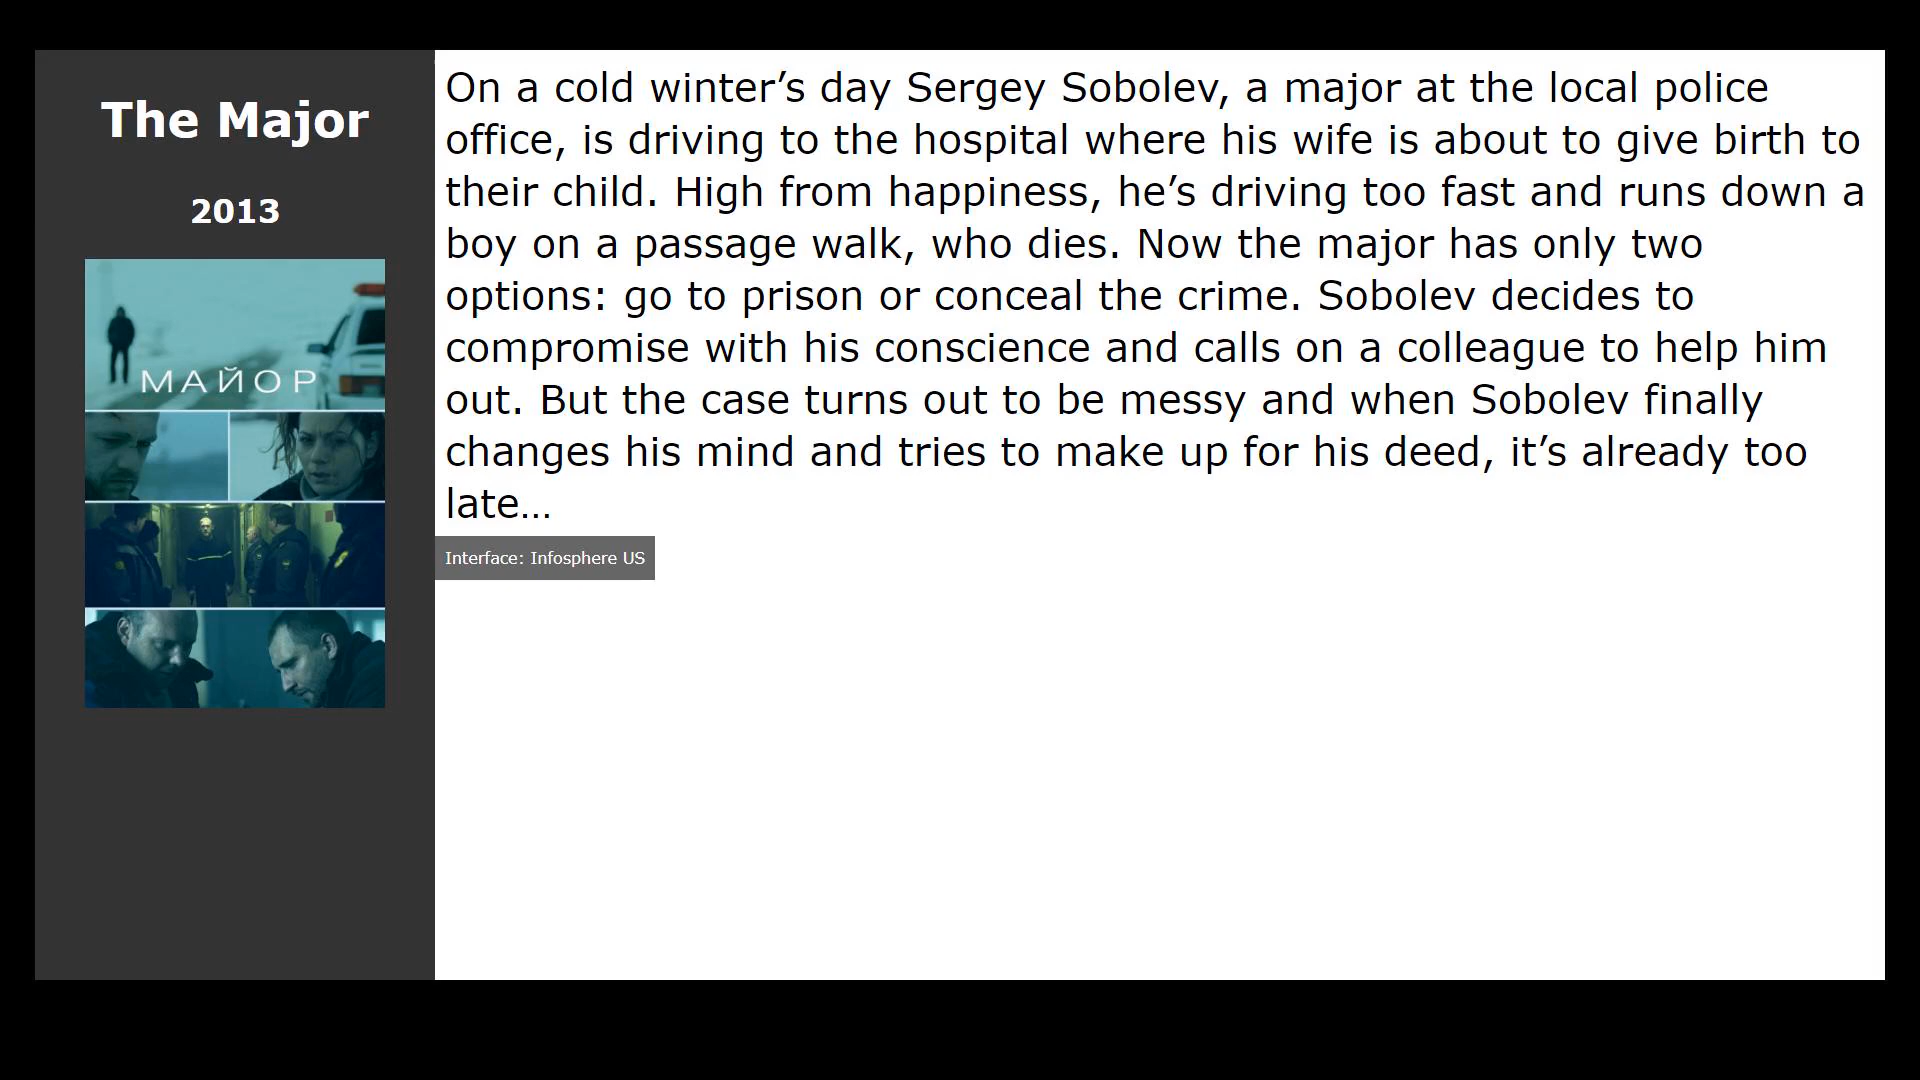 The Major
2013
МАЙОР
On a cold winter’s day Sergey Sobolev, a major at the local police
office, is driving to the hospital where his wife is about to give birth to
their child. High from happiness, he’s driving too fast and runs down a
boy on a passage walk, who dies. Now the major has only two
options: go to prison or conceal the crime. Sobolev decides to
compromise with his conscience and calls on a colleague to help him
out. But the case turns out to be messy and when Sobolev finally
changes his mind and tries to make up for his deed, it’s already too
late…
Interface: Infosphere US